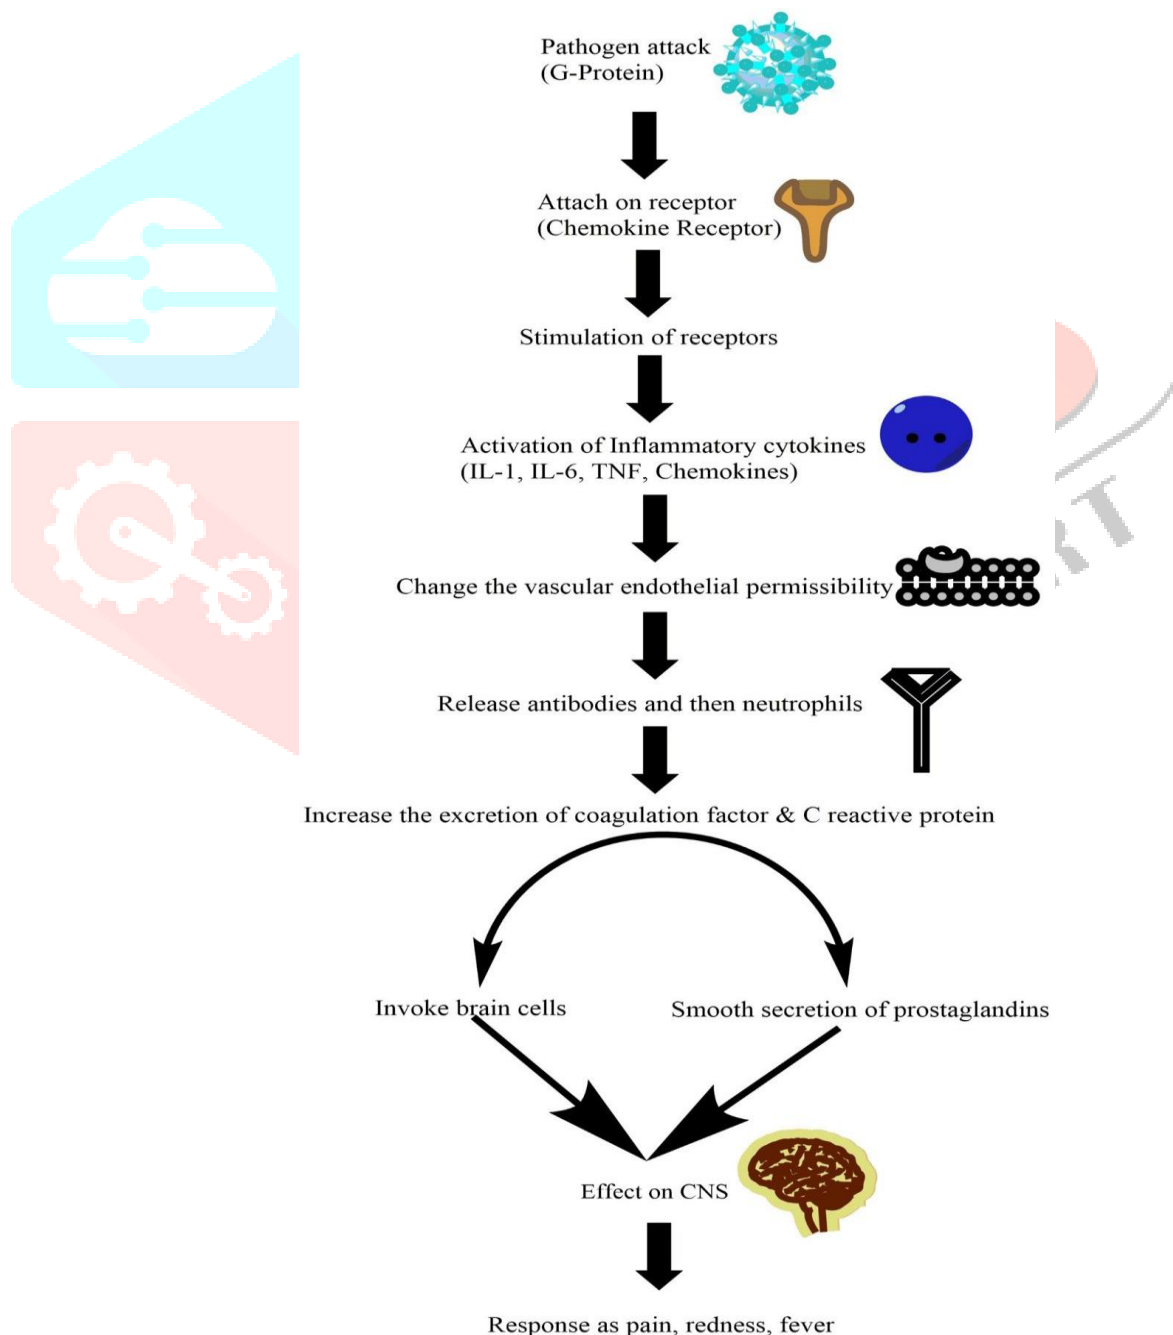 Pathogen attack
(G-Protein)
Attach on receptor
(Chemokine Receptor)
Stimulation of receptors
Activation of Inflammatory cytokines
(IL-1, IL-6, TNF, Chemokines)
Change the vascular endothelial permissibility
Release antibodies and then neutrophils
Increase the excretion of coagulation factor & C reactive protein
Invoke brain cells
Smooth secretion of prostaglandins
Effect on CNS
Response as pain, redness, fever